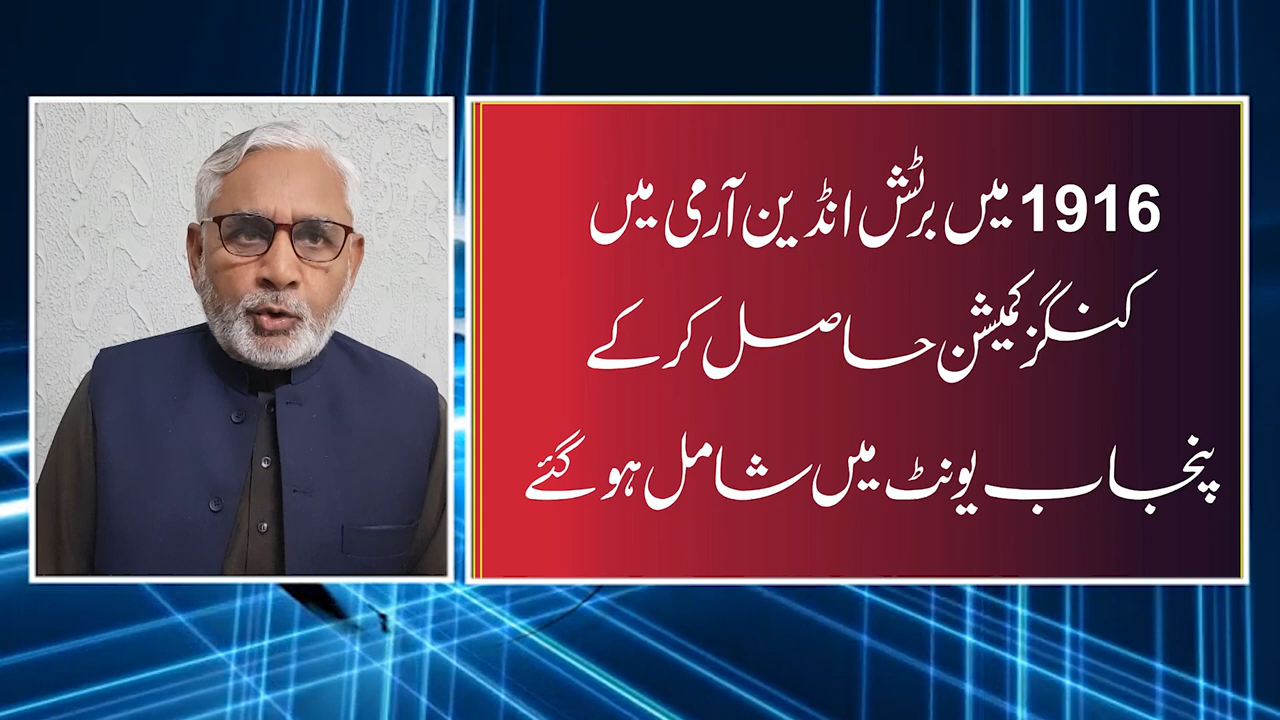 1916 میں برٹش انڈین آرمی میں
کنگز کمیشن حاصل کر کے
پنجاب یونٹ میں شامل ہو گئے